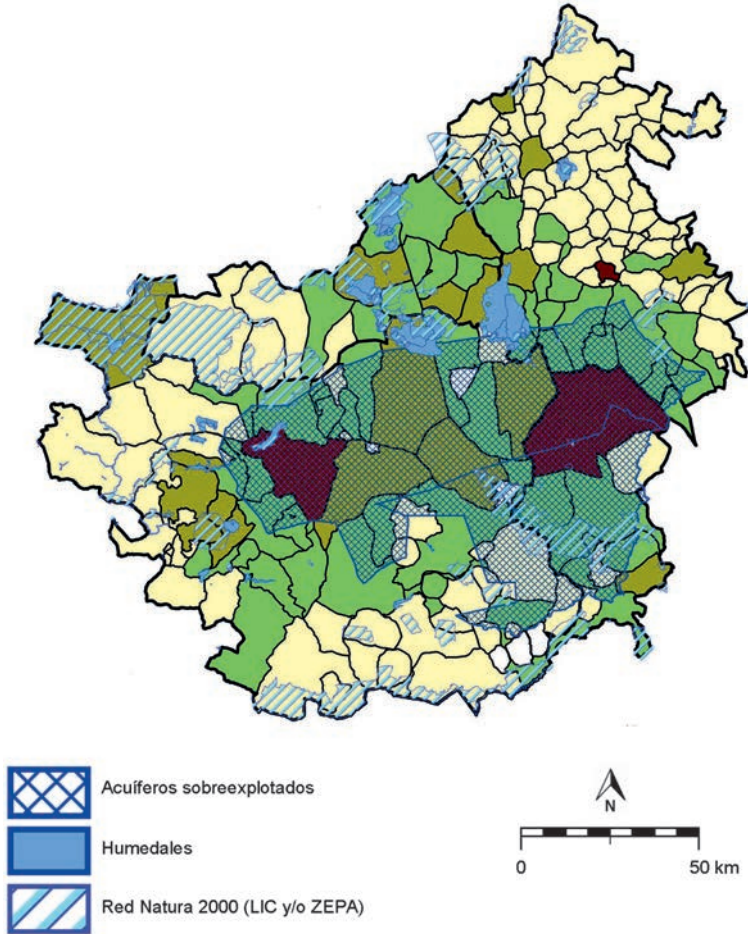 Acuíferos sobreexplotados
N
Humedales
0 50 km
Red Natura 2000 (LIC y/o ZEPA)